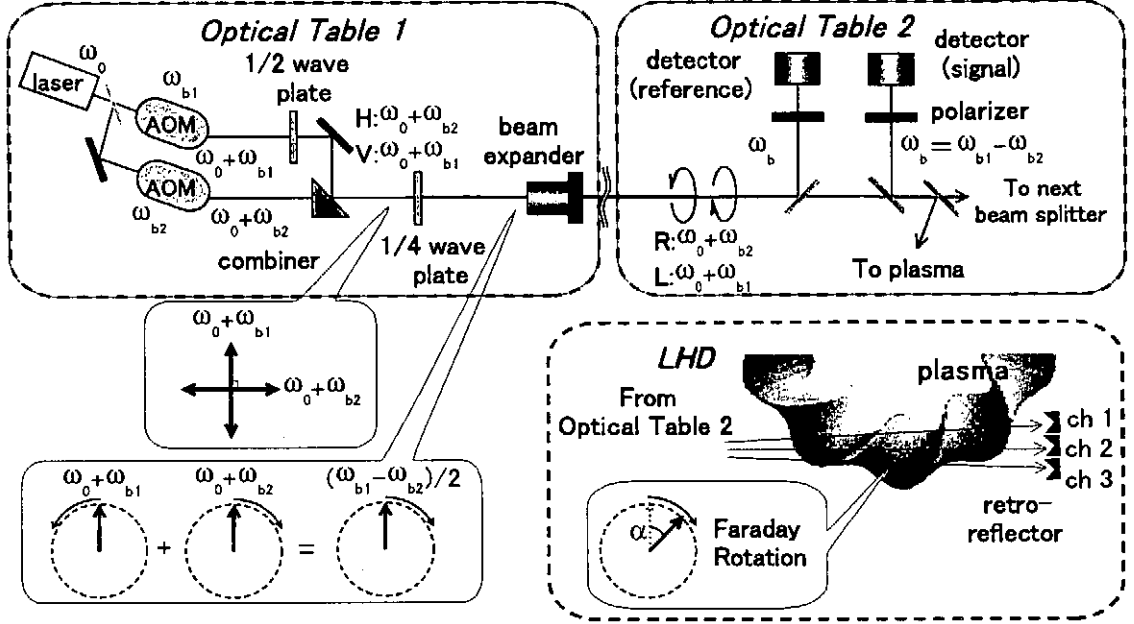 Optical Table 1
ω0
laser
ωb1
AOM
1/2 wave
plate
H:ω0+ωb2
V:ω0+ωb1
beam
expander
ω0+ωb1
AOM
ωb2
ω0+ωb2
combiner
1/4 wave
plate
Optical Table 2
detector
(reference)
detector
(signal)
polarizer
ωb
ωb=ωb1-ωb2
To next
beam splitter
R:ω0+ωb2
L:ω0+ωb1
To plasma
ω0+ωb1
ω0+ωb2
ω0+ωb1
ω0+ωb2
(ωb1-ωb2)/2
+
=
LHD
plasma
From
Optical Table 2
ch 1
ch 2
ch 3
retro-
reflector
α
Faraday
Rotation